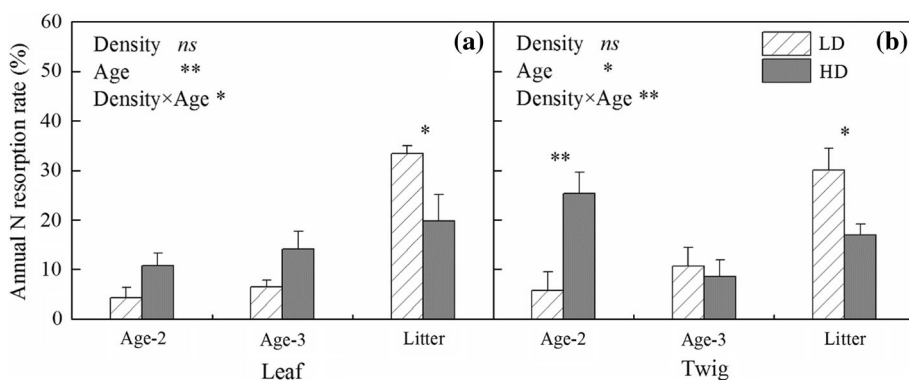 Annual N resorption rate (%)
60
50
40
30
20
10
0
(a)
Density ns
Age **
Density×Age *
*
Age-2
Age-3
Litter
Leaf
(b)
Density ns
Age *
Density×Age **
LD
HD
**
*
Age-2
Age-3
Litter
Twig